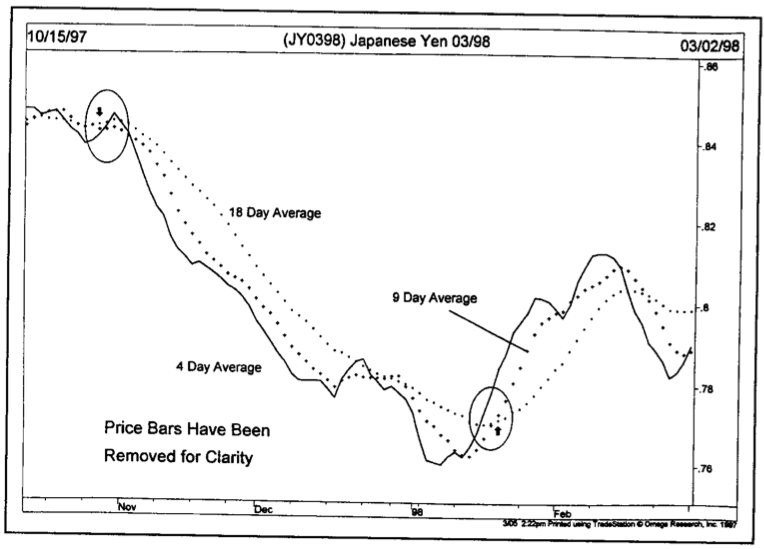 10/15/97
(JY0398) Japanese Yen 03/98
03/02/98
.86
.84
18 Day Average
.82
9 Day Average
.8
4 Day Average
.78
Price Bars Have Been
Removed for Clarity
.76
Nov
Dec
98
Feb
3/05 2:22pm Printed using TradeStation © Omega Research, Inc. 1997